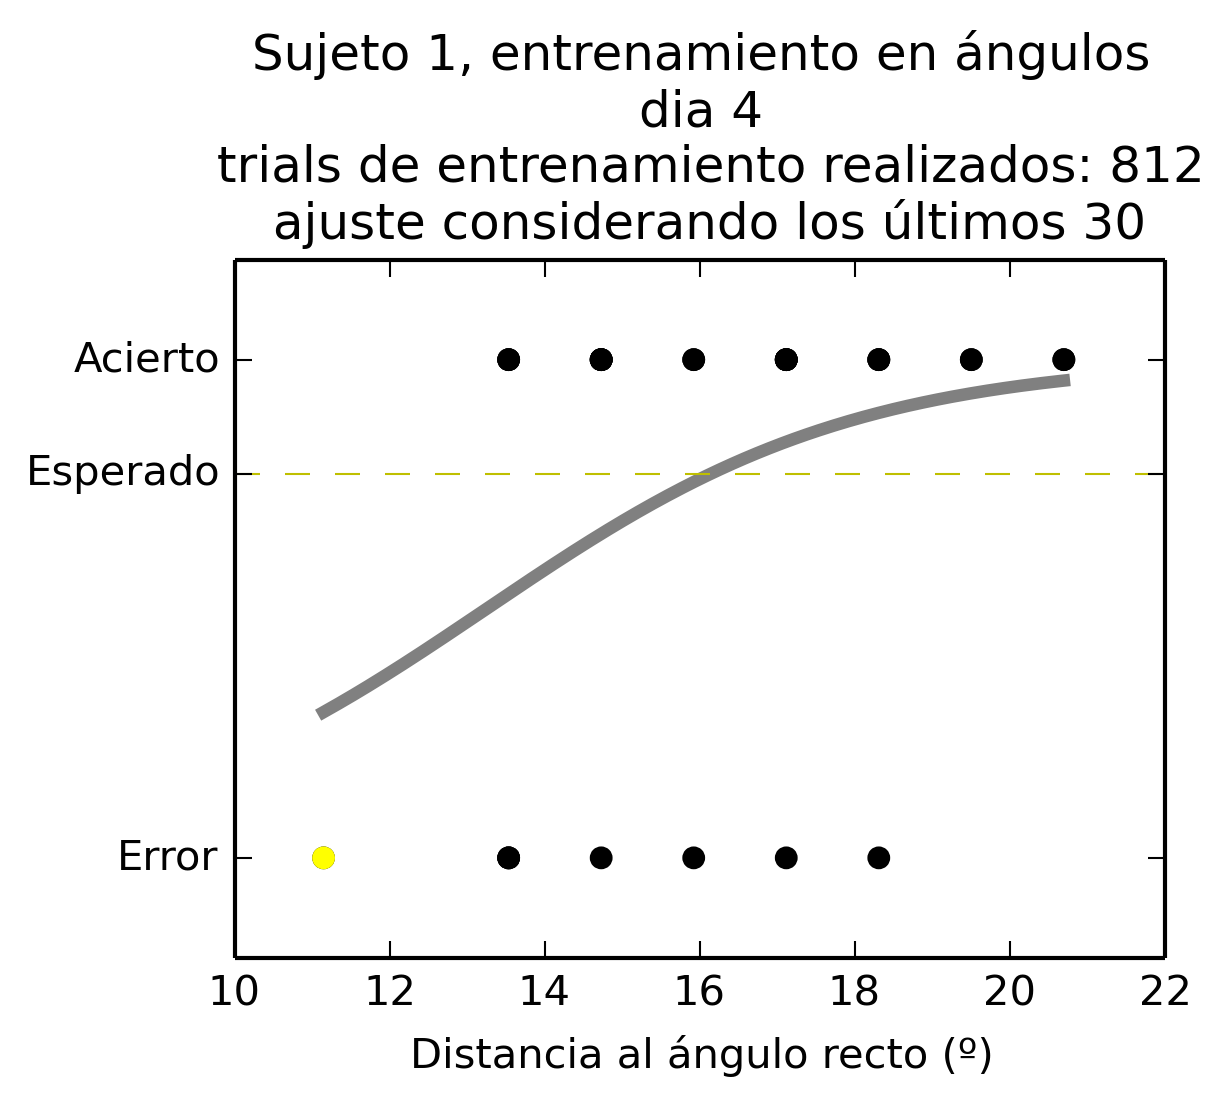 Sujeto 1, entrenamiento en ángulos
dia 4
trials de entrenamiento realizados: 812
ajuste considerando los últimos 30
Acierto
Esperado
Error
10 12 14 16 18 20 22
Distancia al ángulo recto (º)